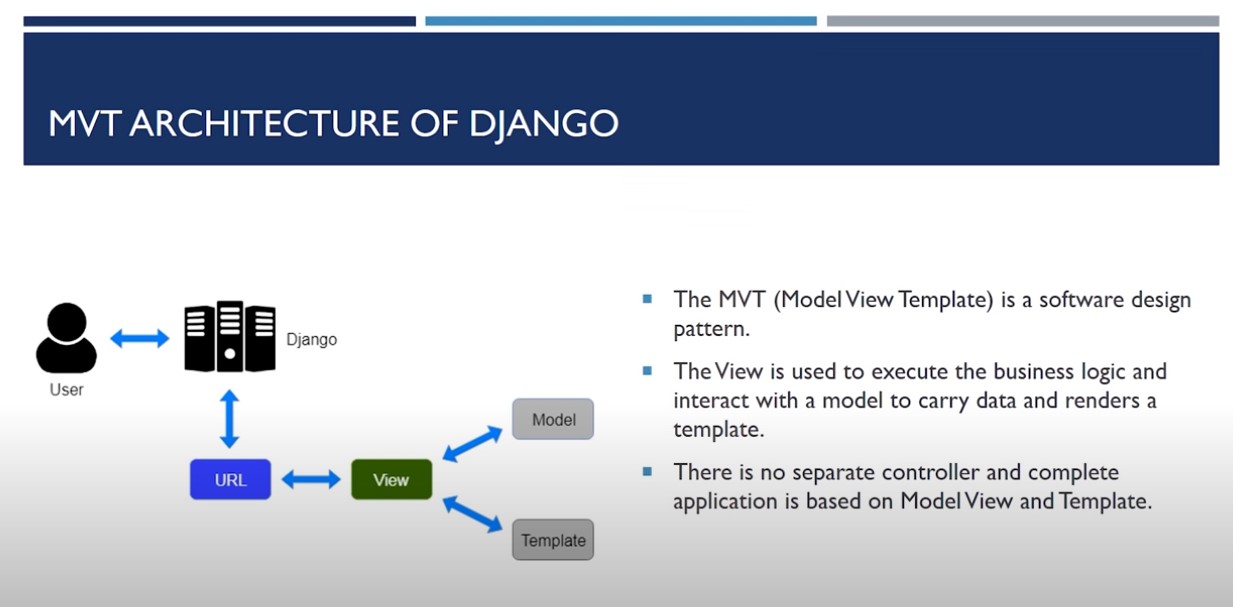 MVT ARCHITECTURE OF DJANGO
User
Django
URL
View
Model
Template
The MVT (Model View Template) is a software design
pattern.
The View is used to execute the business logic and
interact with a model to carry data and renders a
template.
There is no separate controller and complete
application is based on Model View and Template.